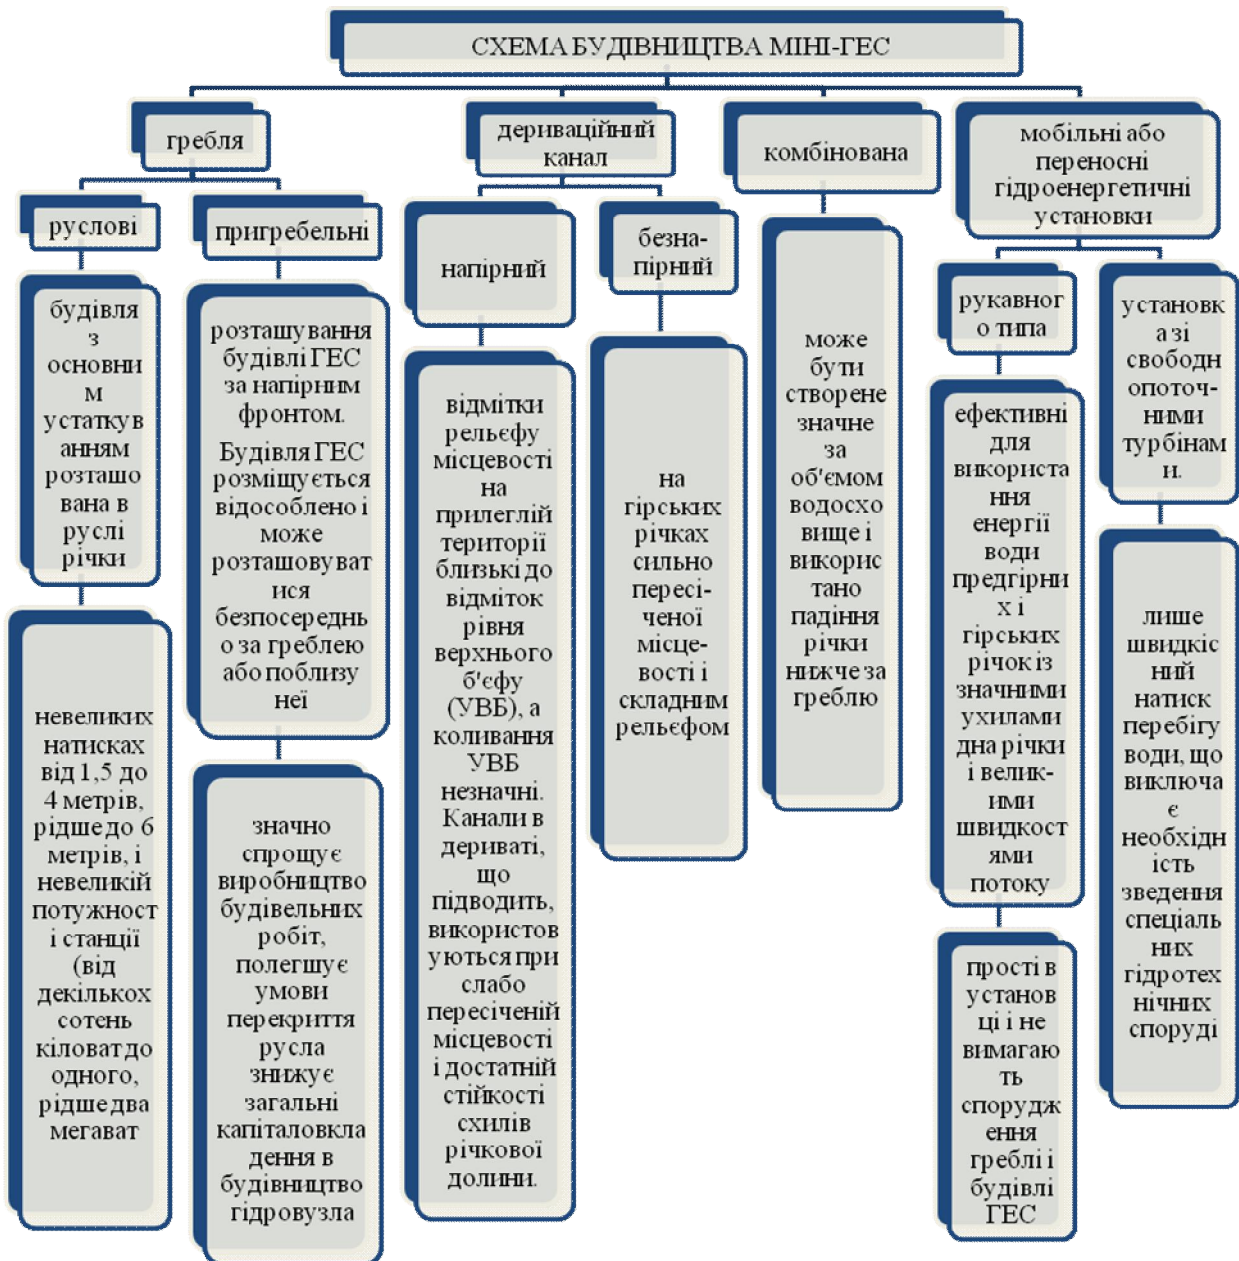 СХЕМА БУДІВНИЦТВА МІНІ-ГЕС
гребля
руслові
будівля
з
основни
м
устаткув
анням
розташо
вана в
руслі
річки
невеликих
натисках
від 1,5 до
4 метрів,
рідше до 6
метрів, і
невеликій
потужност
і станції
(від
декількох
сотень
кіловат до
одного,
рідше два
мегават
пригребельні
розташування
будівлі ГЕС
за напірним
фронтом.
Будівля ГЕС
розміщується
відособлено і
може
розташовуват
ися
безпосереднь
о за греблею
або поблизу
неї
значно
спрощує
виробництво
будівельних
робіт,
полегшує
умови
перекриття
русла
знижує
загальні
капіталовкла
дення в
будівництво
гідровузла
дериваційний
канал
напірний
відмітки
рельєфу
місцевості
на
прилеглій
території
близькі до
відміток
рівня
верхнього
б'єфу
(УВБ), а
коливання
УВБ
незначні.
Канали в
дериваті,
що
підводить,
використов
уються при
слабо
пересіченій
місцевості
і достатній
стійкості
схилів
річкової
долини.
безна-
пірний
на
гірських
річках
сильно
пересі-
ченої
місце-
вості і
складним
рельєфом
комбінована
може
бути
створене
значне
за
об'ємом
водосхо
вище і
викорис
тано
падіння
річки
нижче за
греблю
мобільні або
переносні
гідроенергетичні
установки
рукавног
о типа
ефективні
для
використа
ння
енергії
води
предгірни
х і
гірських
річок із
значними
ухилами
дна річки
і велик-
ими
швидкост
ями
потоку
прості в
установ
ці і не
вимагают
ь
спорудж
ення
греблі і
будівлі
ГЕС
установк
а зі
свободн
опоточ-
ними
турбінам
и.
лише
швидкіс
ний
натиск
перебігу
води, що
виключа
є
необхідн
ість
зведення
спеціаль
них
гідротех
нічних
споруді